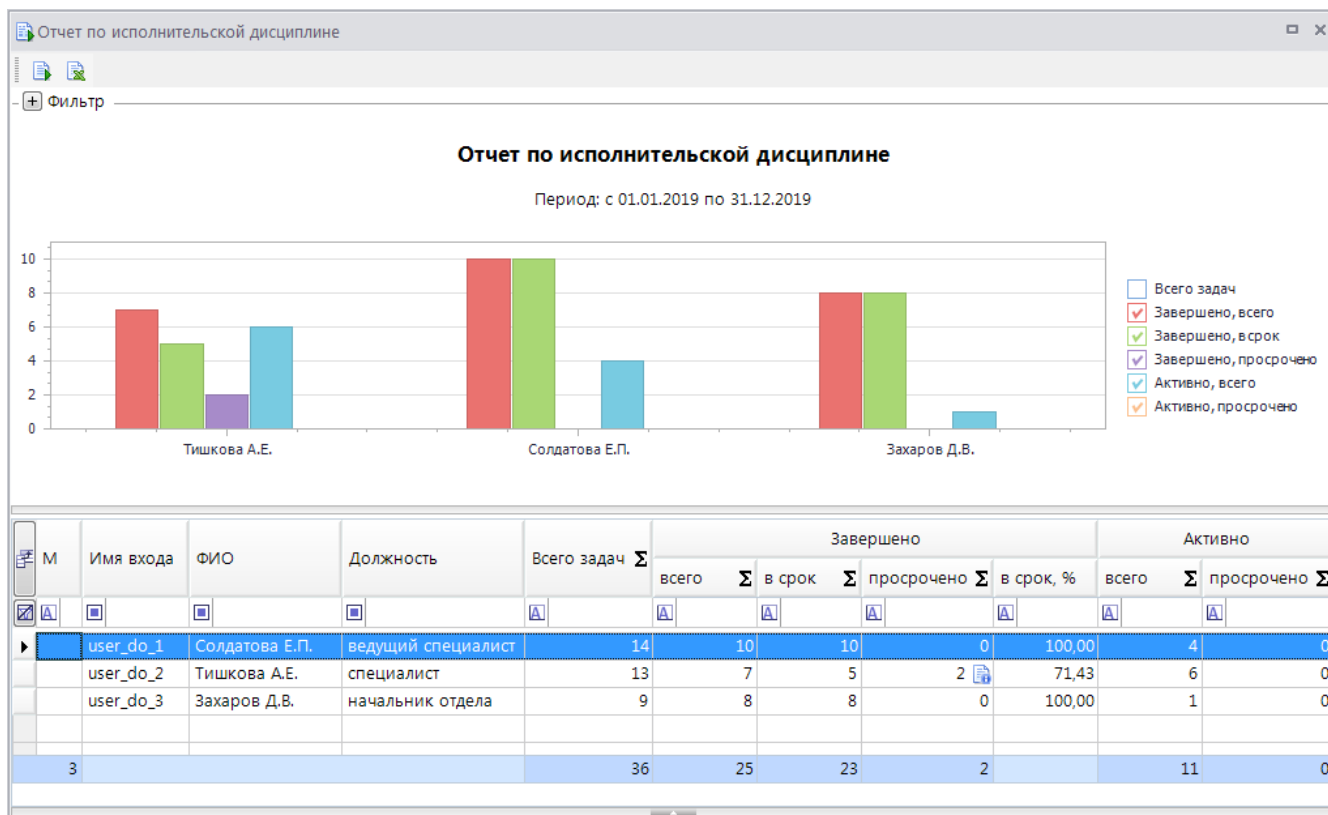 Отчет по исполнительской дисциплине
Фильтр
Отчет по исполнительской дисциплине
Период: с 01.01.2019 по 31.12.2019
10
8
6
4
2
0
Тишкова А.Е. Солдатова Е.П. Захаров Д.В.
Всего задач
Завершено, всего
Завершено, в срок
Завершено, просрочено
Активно, всего
Активно, просрочено
М Имя входа ФИО Должность Всего задач Σ Завершено Активно
всего Σ в срок Σ просрочено Σ в срок, % всего Σ просрочено Σ
A A A A A A A A
user_do_1 Солдатова Е.П. ведущий специалист 14 10 10 0 100,00 4 0
user_do_2 Тишкова А.Е. специалист 13 7 5 2 71,43 6 0
user_do_3 Захаров Д.В. начальник отдела 9 8 8 0 100,00 1 0
3 36 25 23 2 11 0